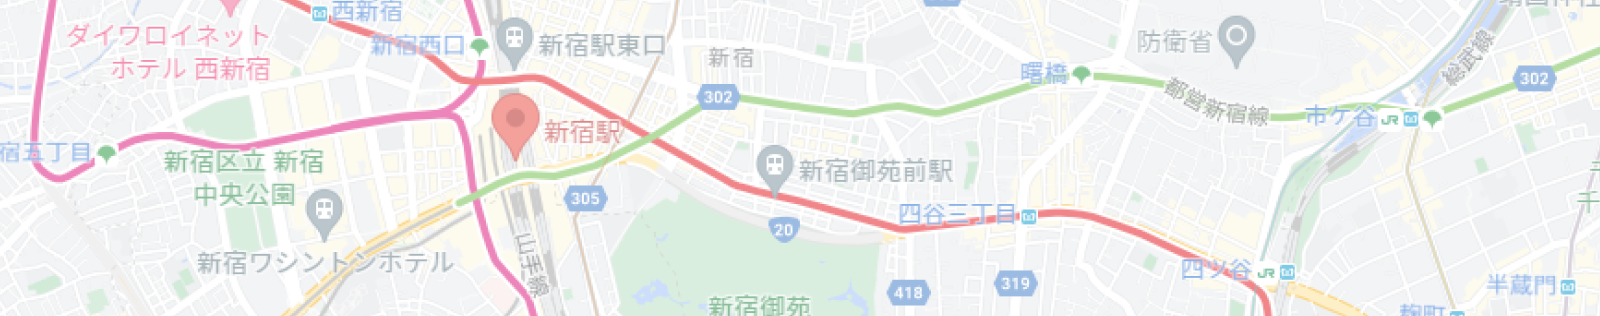 西新宿
ダイワロイネット
ホテル 西新宿
新宿西口
新宿駅東口
新宿
防衛省
曙橋
302
302
都営新宿線
総武線
市ケ谷
JR
新宿駅
宿五丁目
新宿区立 新宿
中央公園
新宿御苑前駅
305
20
四谷三丁目
新宿ワシントンホテル
山手線
418
319
四ツ谷
JR
半蔵門
麹町
新宿御苑
千